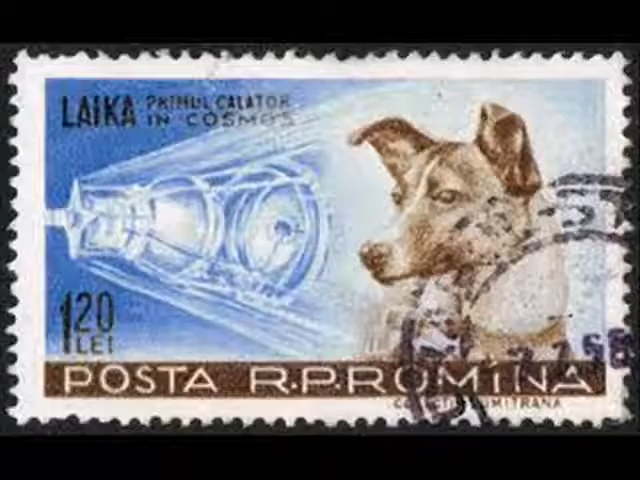 LAIKA PRIMUL CALATOR
IN COSMOS
1.20
LEI
POSTA R.P.ROMINA